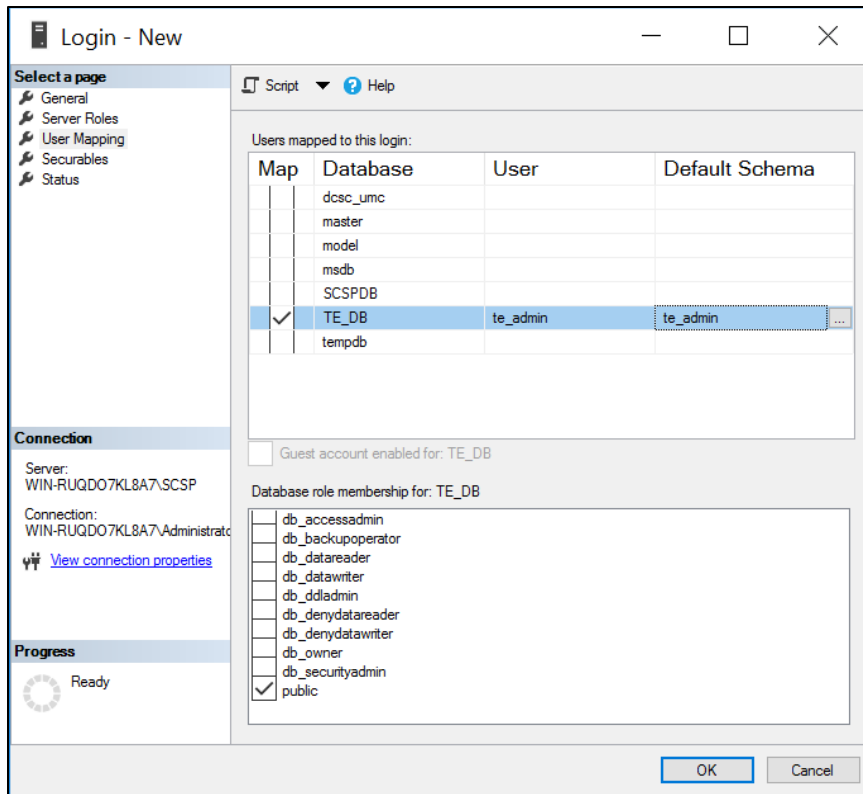 Login - New
Select a page
General
Server Roles
User Mapping
Securables
Status
Script
Help
Users mapped to this login:
Map Database User Default Schema
dcsc_umc
master
model
msdb
SCSPDB
TE_DB te_admin te_admin ...
tempdb
Guest account enabled for: TE_DB
Database role membership for: TE_DB
db_accessadmin
db_backupoperator
db_datareader
db_datawriter
db_ddladmin
db_denydatareader
db_denydatawriter
db_owner
db_securityadmin
public
Connection
Server:
WIN-RUQDO7KL8A7\SCSP
Connection:
WIN-RUQDO7KL8A7\Administrato
View connection properties
Progress
Ready
OK Cancel